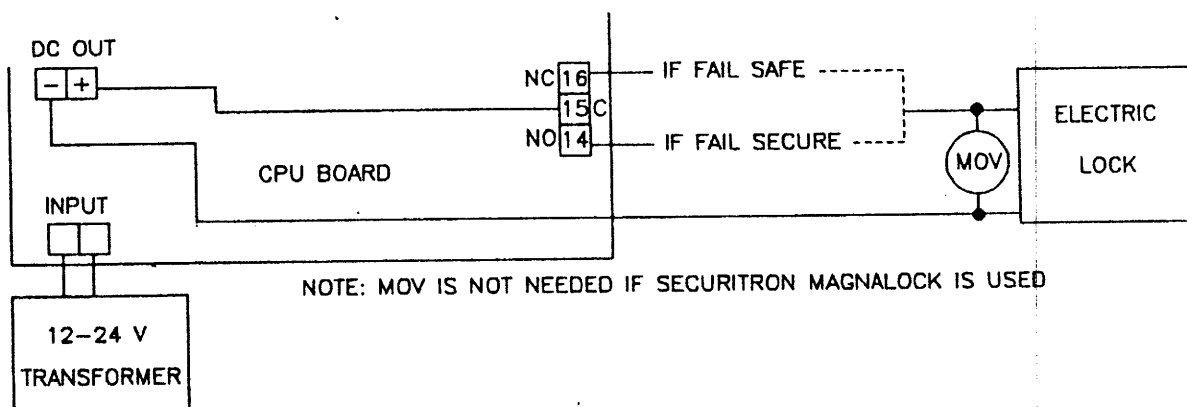 DC OUT
- +
NC 16 IF FAIL SAFE
15 C
NO 14 IF FAIL SECURE
ELECTRIC
LOCK
MOV
CPU BOARD
INPUT
NOTE: MOV IS NOT NEEDED IF SECURITRON MAGNALOCK IS USED
12-24 V
TRANSFORMER